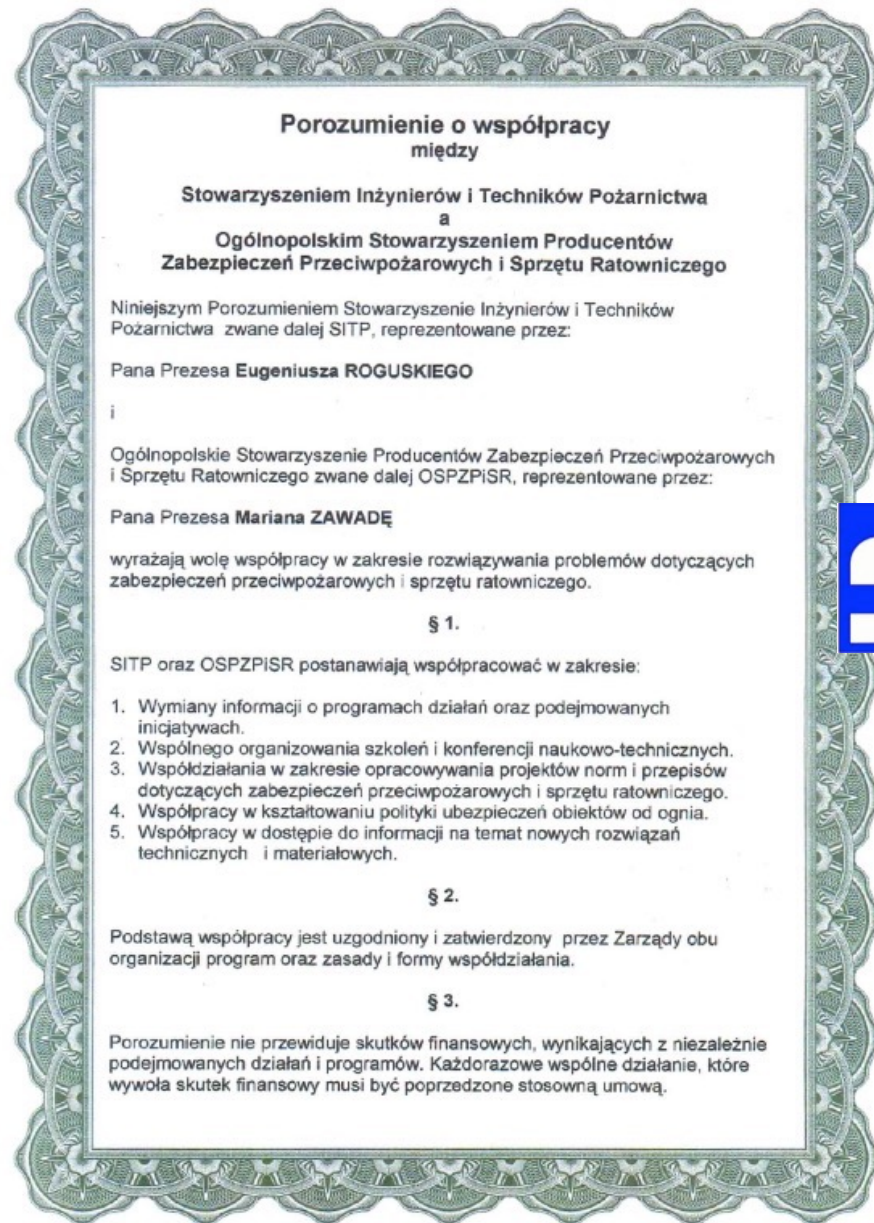 Porozumienie o współpracy
między
Stowarzyszeniem Inżynierów i Techników Pożarnictwa
a
Ogólnopolskim Stowarzyszeniem Producentów
Zabezpieczeń Przeciwpożarowych i Sprzętu Ratowniczego
Niniejszym Porozumieniem Stowarzyszenie Inżynierów i Techników
Pożarnictwa zwane dalej SITP, reprezentowane przez:
Pana Prezesa Eugeniusza ROGUSKIEGO
i
Ogólnopolskie Stowarzyszenie Producentów Zabezpieczeń Przeciwpożarowych
i Sprzętu Ratowniczego zwane dalej OSPZPiSR, reprezentowane przez:
Pana Prezesa Mariana ZAWADĘ
wyrażają wolę współpracy w zakresie rozwiązywania problemów dotyczących
zabezpieczeń przeciwpożarowych i sprzętu ratowniczego.
§ 1.
SITP oraz OSPZPiSR postanawiają współpracować w zakresie:
1. Wymiany informacji o programach działań oraz podejmowanych
inicjatywach.
2. Wspólnego organizowania szkoleń i konferencji naukowo-technicznych.
3. Współdziałania w zakresie opracowywania projektów norm i przepisów
dotyczących zabezpieczeń przeciwpożarowych i sprzętu ratowniczego.
4. Współpracy w kształtowaniu polityki ubezpieczeń obiektów od ognia.
5. Współpracy w dostępie do informacji na temat nowych rozwiązań
technicznych i materiałowych.
§ 2.
Podstawą współpracy jest uzgodniony i zatwierdzony przez Zarządy obu
organizacji program oraz zasady i formy współdziałania.
§ 3.
Porozumienie nie przewiduje skutków finansowych, wynikających z niezależnie
podejmowanych działań i programów. Każdorazowe wspólne działanie, które
wywoła skutek finansowy musi być poprzedzone stosowną umową.